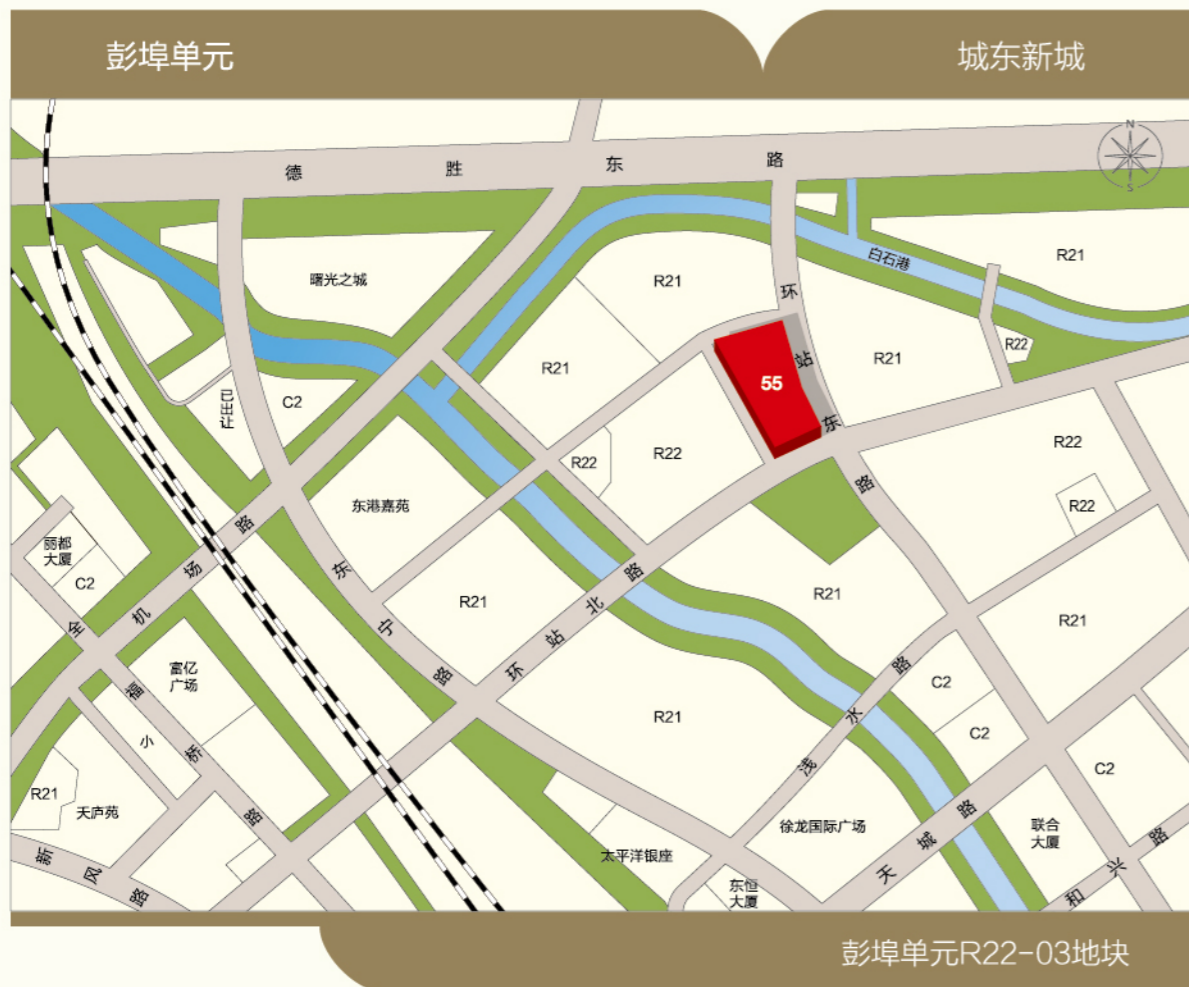 彭埠单元
城东新城
N
S
德胜东路
白石港
R21
曙光之城
R21
环站东路
R21
R22
R21
55
已出让
C2
R22
R22
R22
R22
东港嘉苑
机场路
丽都
大厦
C2
全福桥路
东宁路
R21
环站北路
R21
R21
富亿
广场
小
R21
浅水路
C2
C2
C2
R21
天庐苑
新风路
徐龙国际广场
天城路
联合
大厦
和兴路
太平洋银座
东恒
大厦
彭埠单元R22-03地块